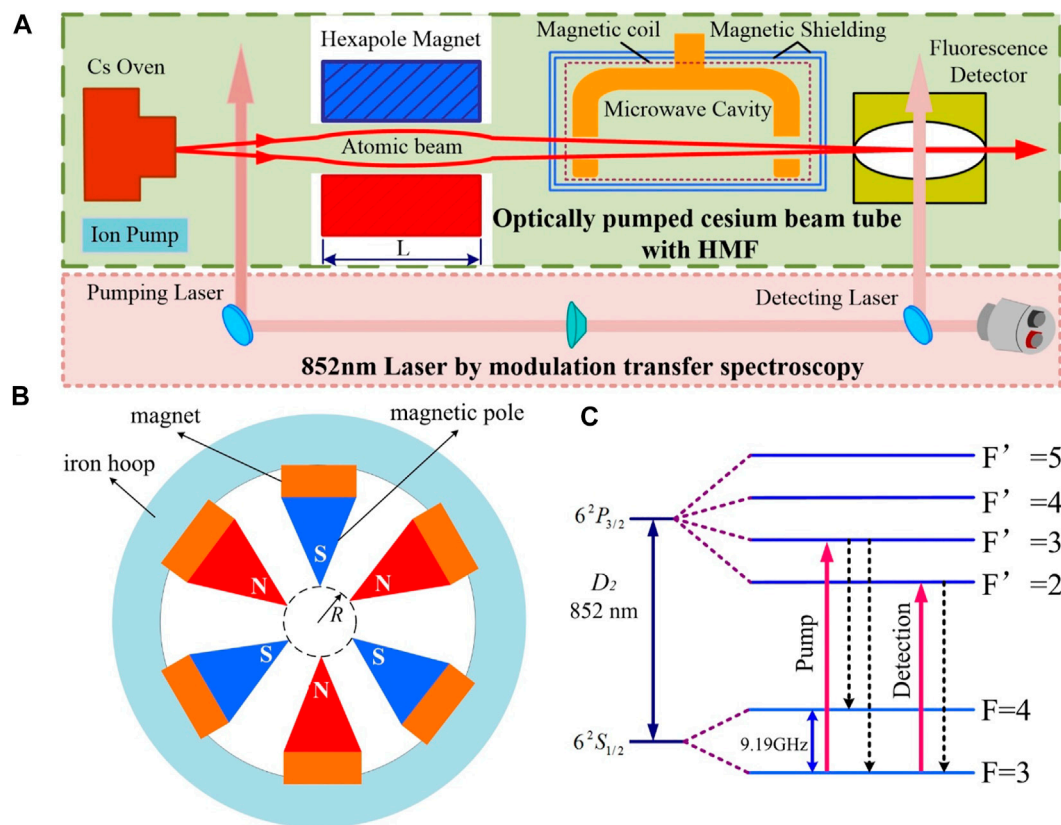 A
Cs Oven
Hexapole Magnet
Magnetic coil
Magnetic Shielding
Fluorescence
Detector
Microwave Cavity
Atomic beam
Ion Pump
L
Optically pumped cesium beam tube
with HMF
Pumping Laser
Detecting Laser
852nm Laser by modulation transfer spectroscopy
B
magnet
magnetic pole
iron hoop
S
N
N
R
S
S
N
C
F’ =5
F’ =4
6²P₃/₂
F’ =3
D₂
852 nm
F’ =2
Pump
Detection
F=4
9.19GHz
6²S₁/₂
F=3